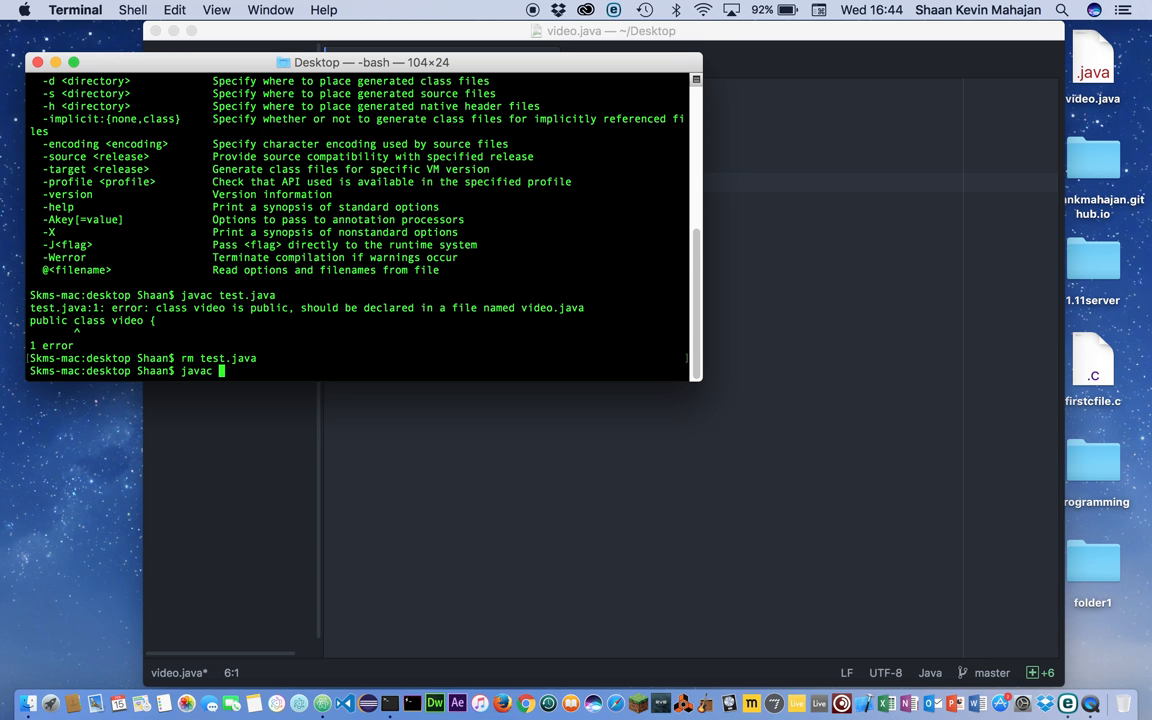 Terminal Shell Edit View Window Help 92% Wed 16:44 Shaan Kevin Mahajan
video.java — ~/Desktop
Desktop — -bash — 104×24
-d <directory> Specify where to place generated class files
-s <directory> Specify where to place generated source files
-h <directory> Specify where to place generated native header files
-implicit:{none,class} Specify whether or not to generate class files for implicitly referenced fi
les
-encoding <encoding> Specify character encoding used by source files
-source <release> Provide source compatibility with specified release
-target <release> Generate class files for specific VM version
-profile <profile> Check that API used is available in the specified profile
-version Version information
-help Print a synopsis of standard options
-Akey[=value] Options to pass to annotation processors
-X Print a synopsis of nonstandard options
-J<flag> Pass <flag> directly to the runtime system
-Werror Terminate compilation if warnings occur
@<filename> Read options and filenames from file
Skms-mac:desktop Shaan$ javac test.java
test.java:1: error: class video is public, should be declared in a file named video.java
public class video {
^
1 error
[Skms-mac:desktop Shaan$ rm test.java ]
Skms-mac:desktop Shaan$ javac
.java
video.java
ankmahajan.git
hub.io
1.11server
.c
firstcfile.c
rogramming
folder1
video.java* 6:1 LF UTF-8 Java master +6
15 Dw Ae Live Live